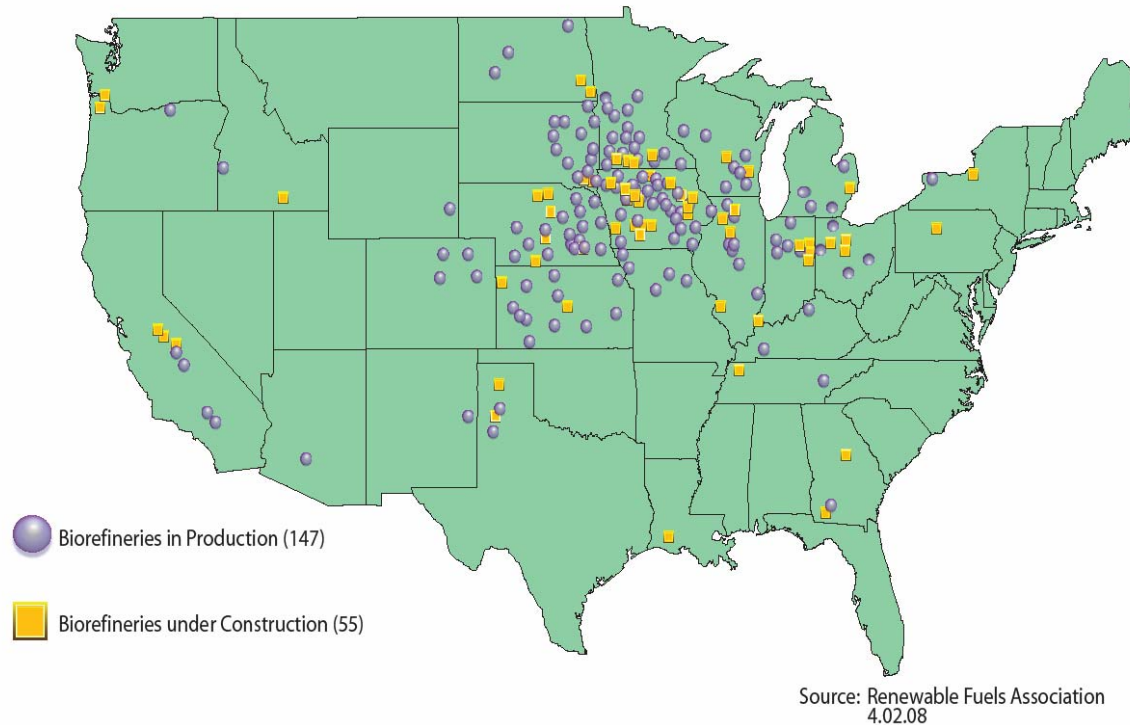 Biorefineries in Production (147)
Biorefineries under Construction (55)
Source: Renewable Fuels Association
4.02.08